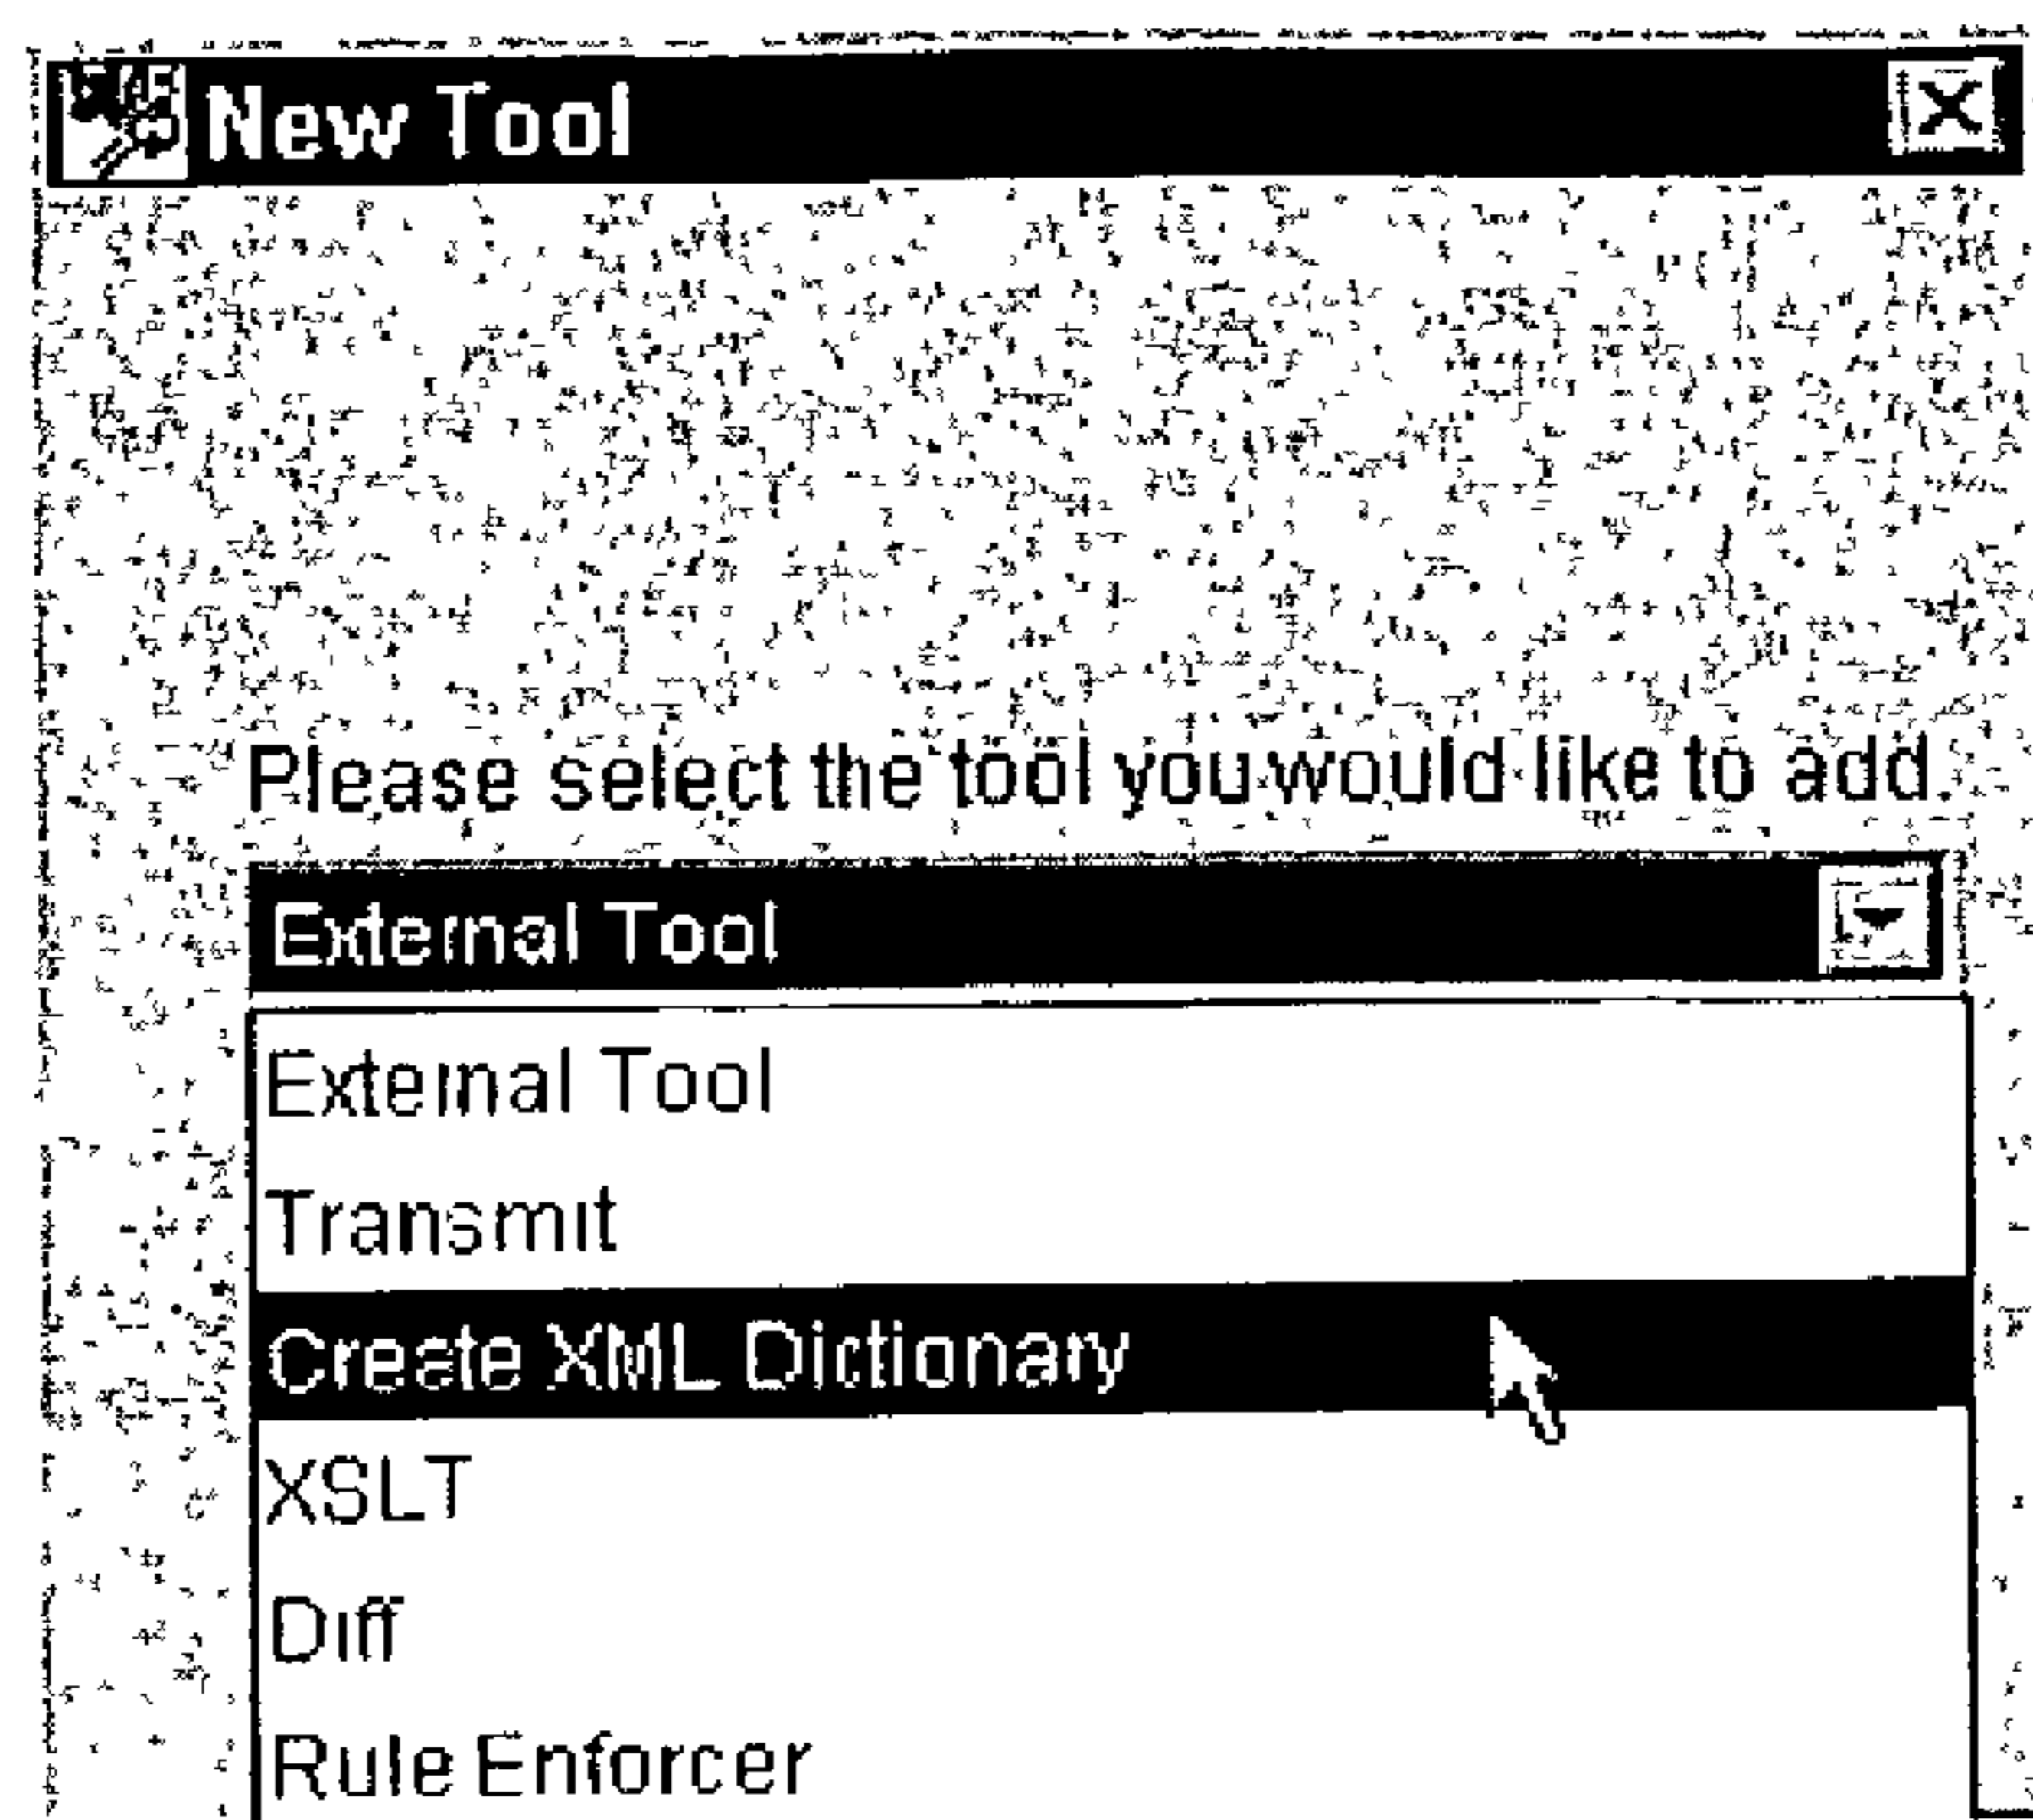 New Tool
Please select the tool you would like to add.
External Tool
External Tool
Transmit
Create XML Dictionary
XSLT
Diff
Rule Enforcer